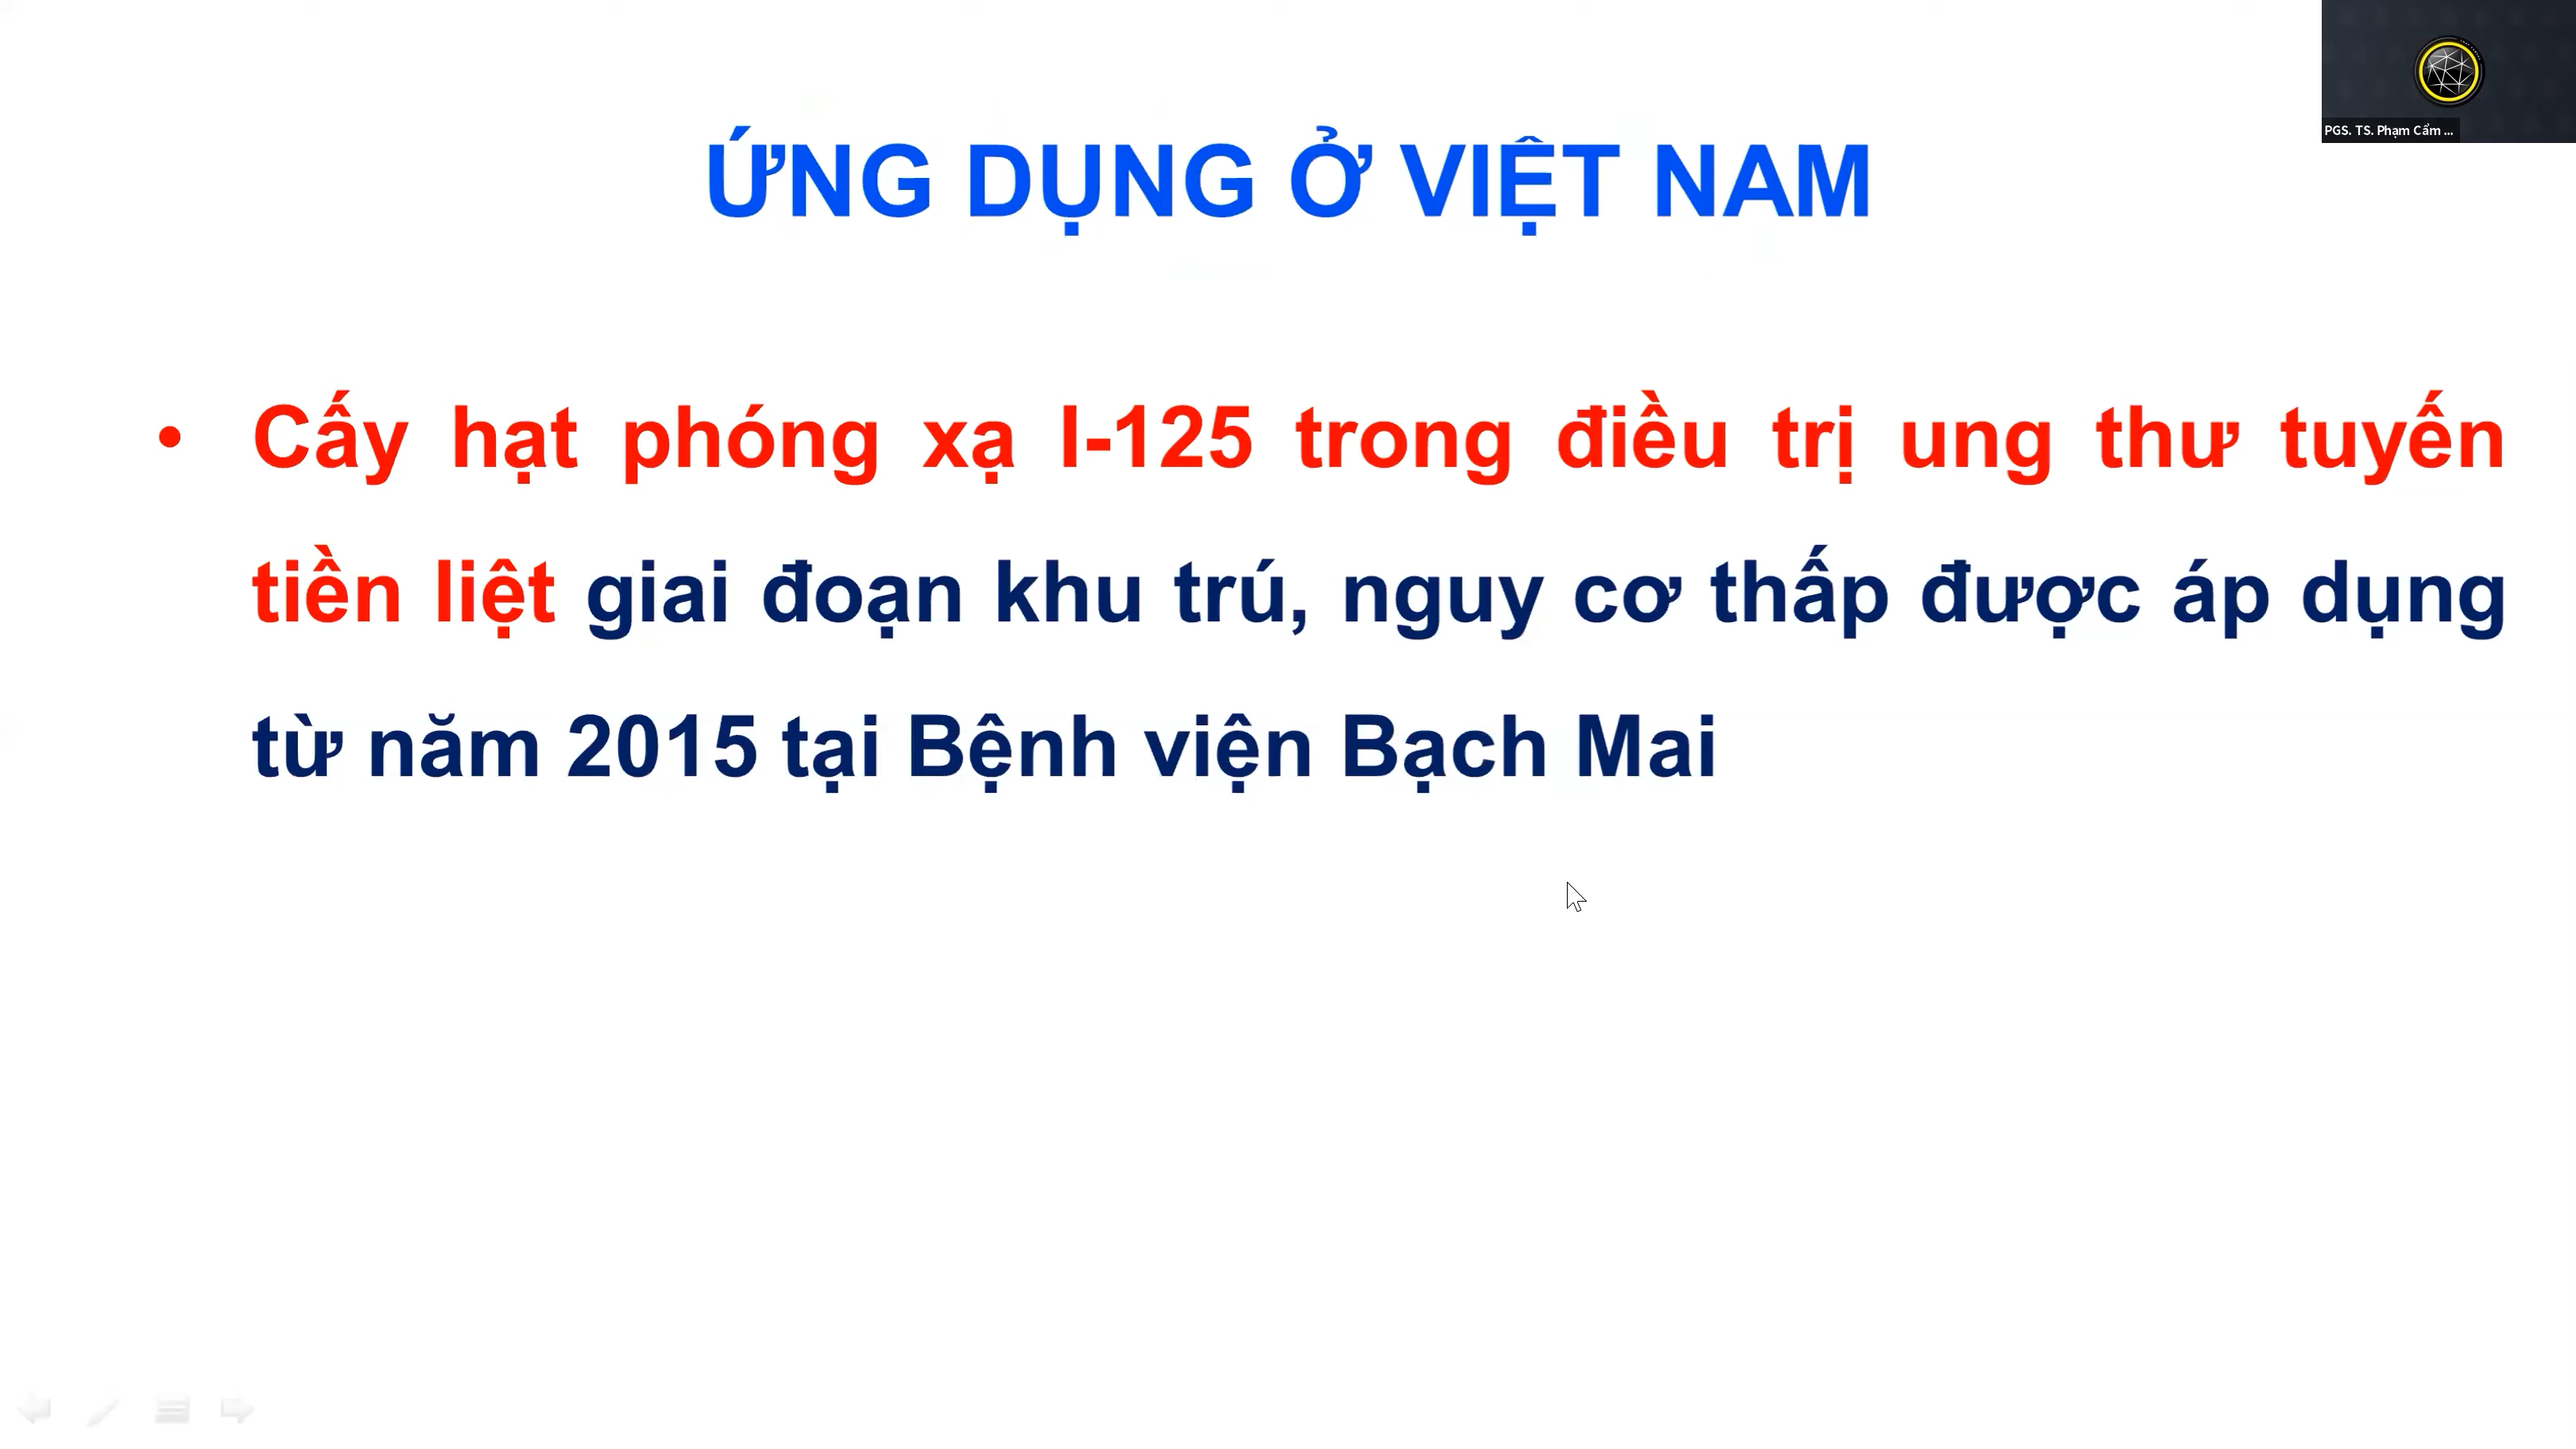 PGS. TS. Phạm Cẩm ...
ỨNG DỤNG Ở VIỆT NAM
• Cấy hạt phóng xạ I-125 trong điều trị ung thư tuyến
tiền liệt giai đoạn khu trú, nguy cơ thấp được áp dụng
từ năm 2015 tại Bệnh viện Bạch Mai